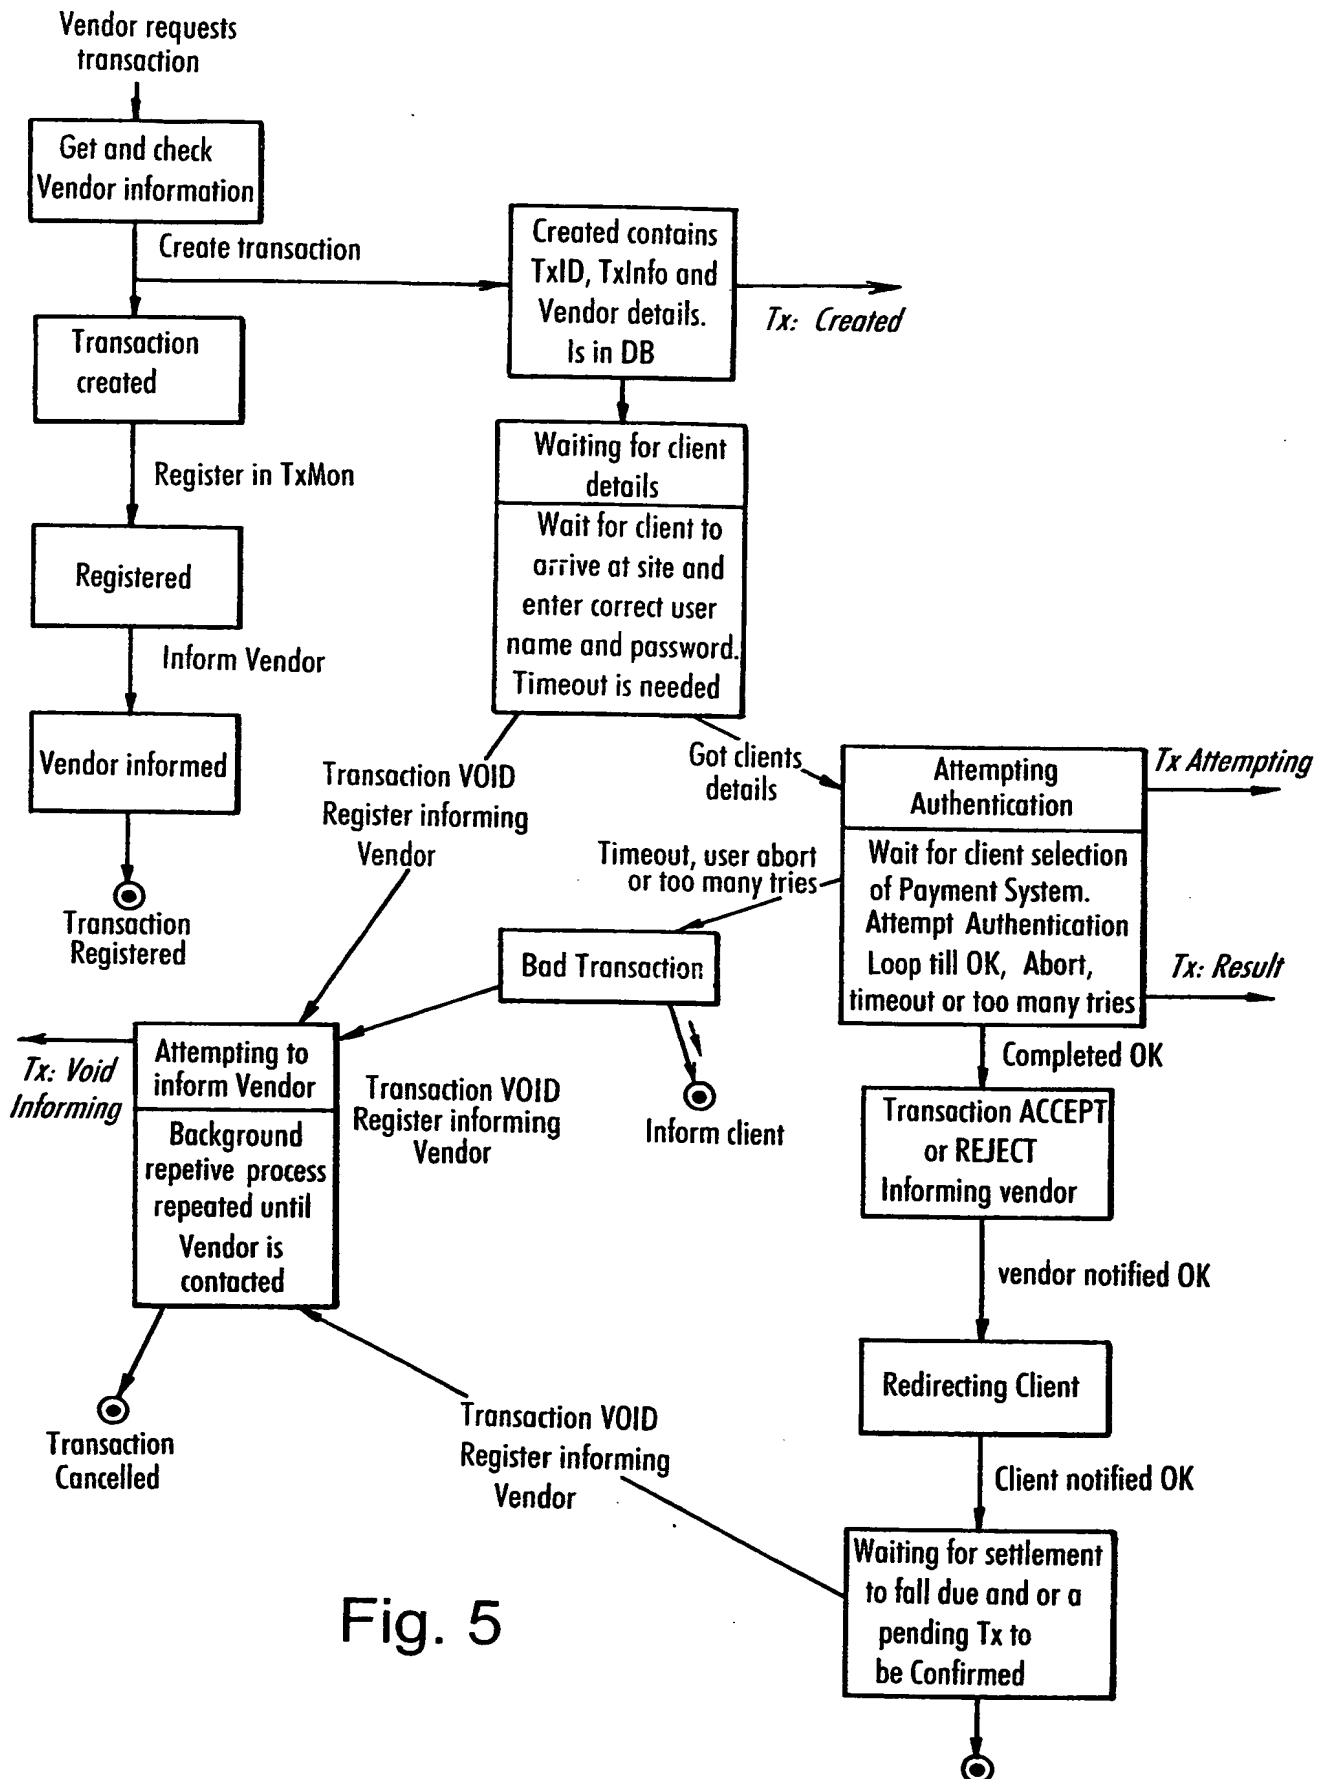 Vendor requests
transaction
Get and check
Vendor information
Create transaction
Transaction
created
Register in TxMon
Registered
Inform Vendor
Vendor informed
Transaction
Registered
Created contains
TxID, TxInfo and
Vendor details.
Is in DB
Tx: Created
Waiting for client
details
Wait for client to
arrive at site and
enter correct user
name and password.
Timeout is needed
Transaction VOID
Register informing
Vendor
Got clients
details
Attempting
Authentication
Wait for client selection
of Payment System.
Attempt Authentication
Loop till OK, Abort,
timeout or too many tries
Tx Attempting
Tx: Result
Timeout, user abort
or too many tries
Bad Transaction
Inform client
Transaction VOID
Register informing
Vendor
Attempting to
inform Vendor
Background
repetive process
repeated until
Vendor is
contacted
Tx: Void
Informing
Transaction
Cancelled
Completed OK
Transaction ACCEPT
or REJECT
Informing vendor
vendor notified OK
Redirecting Client
Client notified OK
Waiting for settlement
to fall due and or a
pending Tx to
be Confirmed
Transaction VOID
Register informing
Vendor
Fig. 5